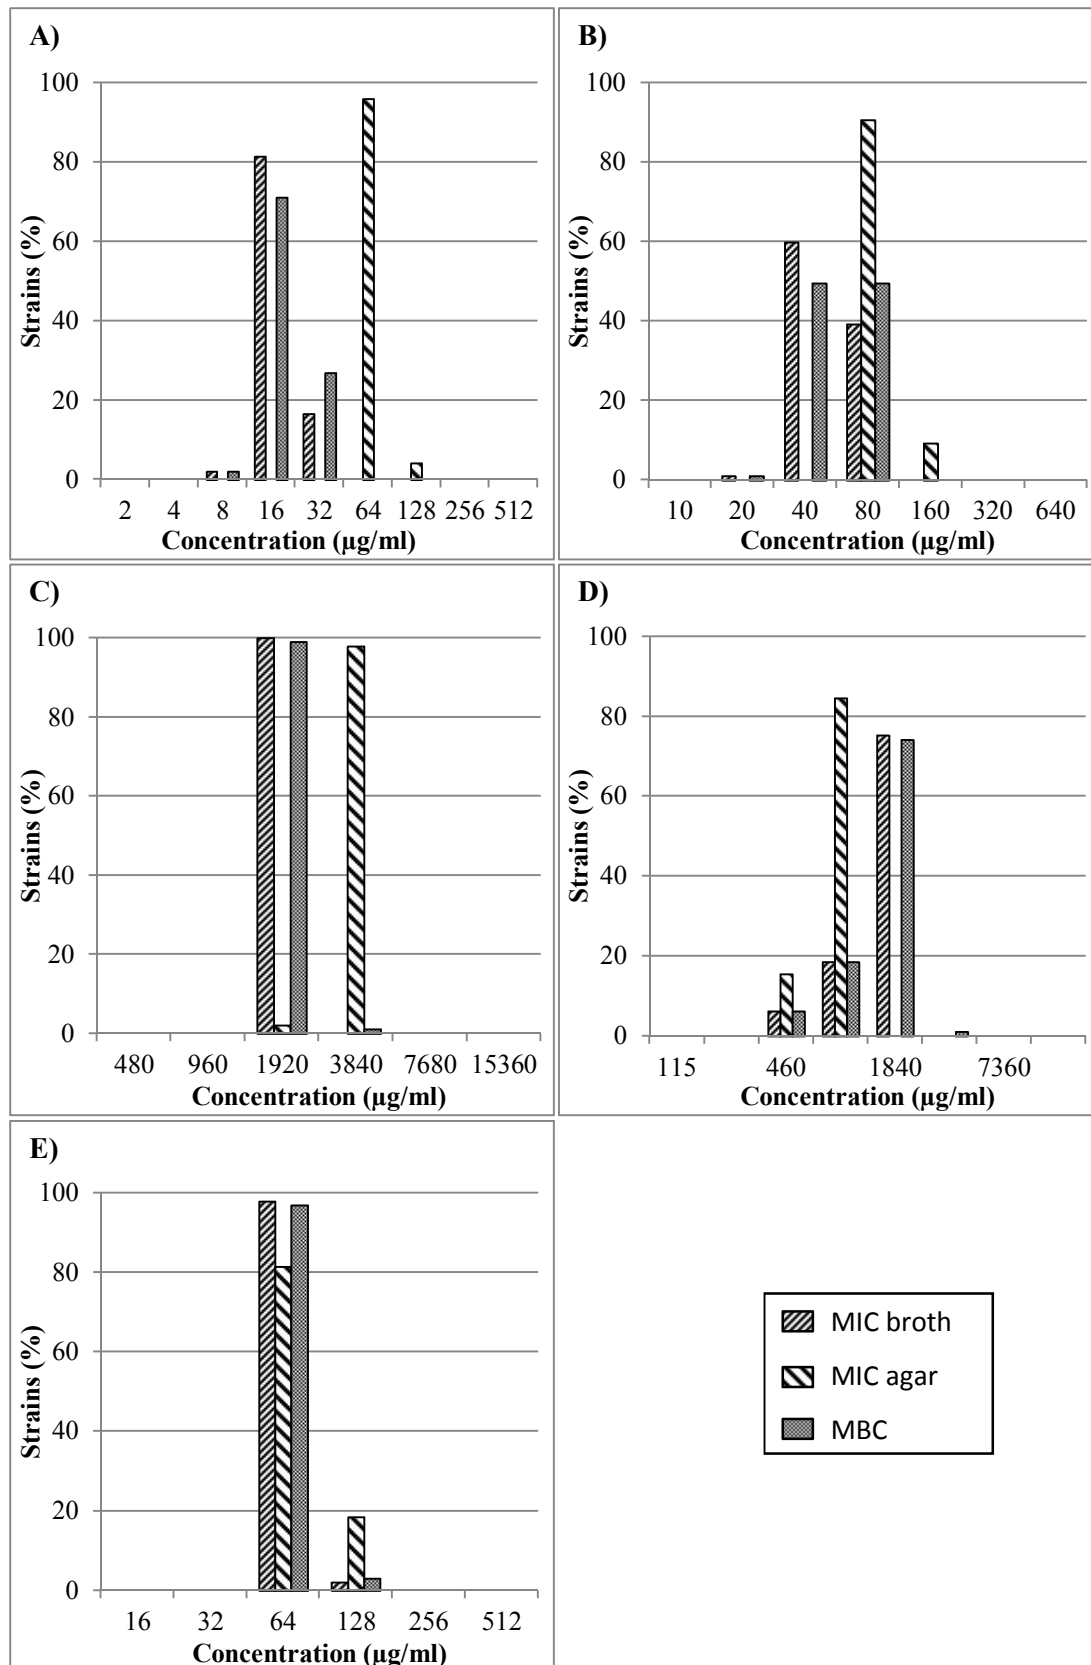 A)
100
80
60
40
20
0
Strains (%)
2 4 8 16 32 64 128 256 512
Concentration (µg/ml)
B)
100
80
60
40
20
0
Strains (%)
10 20 40 80 160 320 640
Concentration (µg/ml)
C)
100
80
60
40
20
0
Strains (%)
480 960 1920 3840 7680 15360
Concentration (µg/ml)
D)
100
80
60
40
20
0
Strains (%)
115 460 1840 7360
Concentration (µg/ml)
E)
100
80
60
40
20
0
Strains (%)
16 32 64 128 256 512
Concentration (µg/ml)
MIC broth
MIC agar
MBC